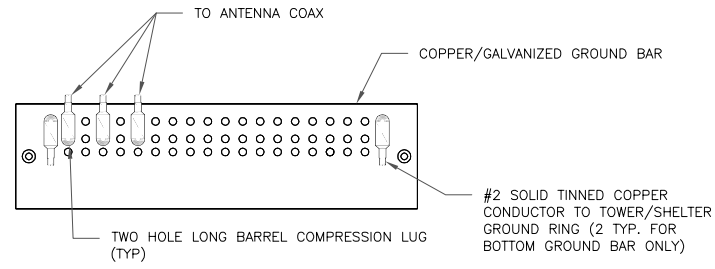 TO ANTENNA COAX
COPPER/GALVANIZED GROUND BAR
#2 SOLID TINNED COPPER
CONDUCTOR TO TOWER/SHELTER
GROUND RING (2 TYP. FOR
BOTTOM GROUND BAR ONLY)
TWO HOLE LONG BARREL COMPRESSION LUG
(TYP)